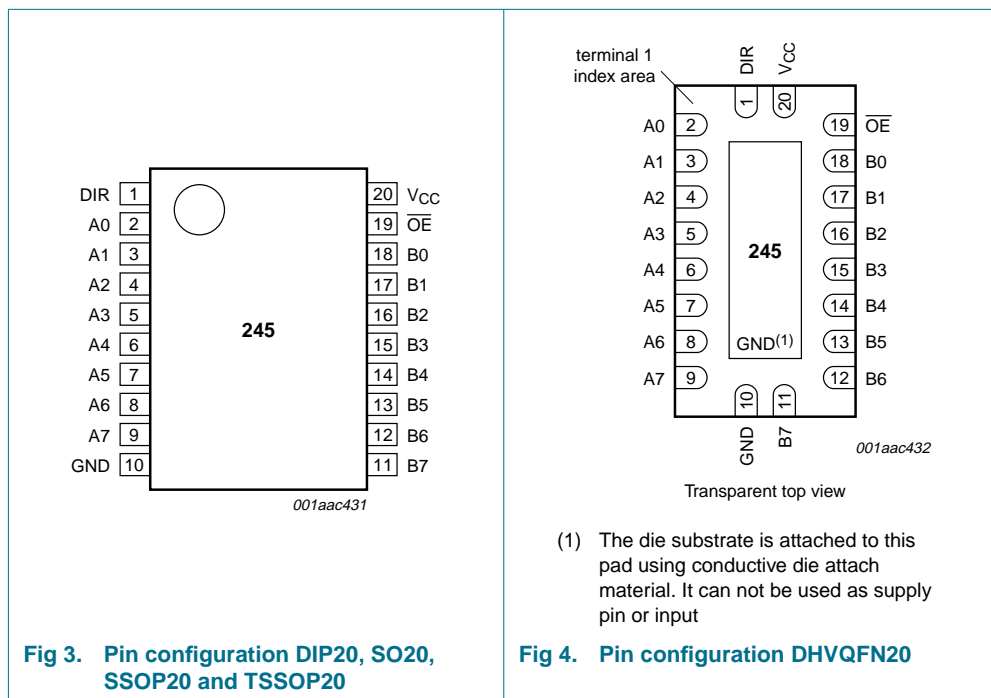 DIR 1
A0 2
A1 3
A2 4
A3 5
A4 6
A5 7
A6 8
A7 9
GND 10
245
20 VCC
19 OE
18 B0
17 B1
16 B2
15 B3
14 B4
13 B5
12 B6
11 B7
001aac431
Fig 3. Pin configuration DIP20, SO20,
SSOP20 and TSSOP20
terminal 1
index area
DIR
VCC
1
20
A0 2
A1 3
A2 4
A3 5
A4 6
A5 7
A6 8
A7 9
245
GND(1)
19 OE
18 B0
17 B1
16 B2
15 B3
14 B4
13 B5
12 B6
10
11
GND
B7
001aac432
Transparent top view
(1) The die substrate is attached to this
pad using conductive die attach
material. It can not be used as supply
pin or input
Fig 4. Pin configuration DHVQFN20